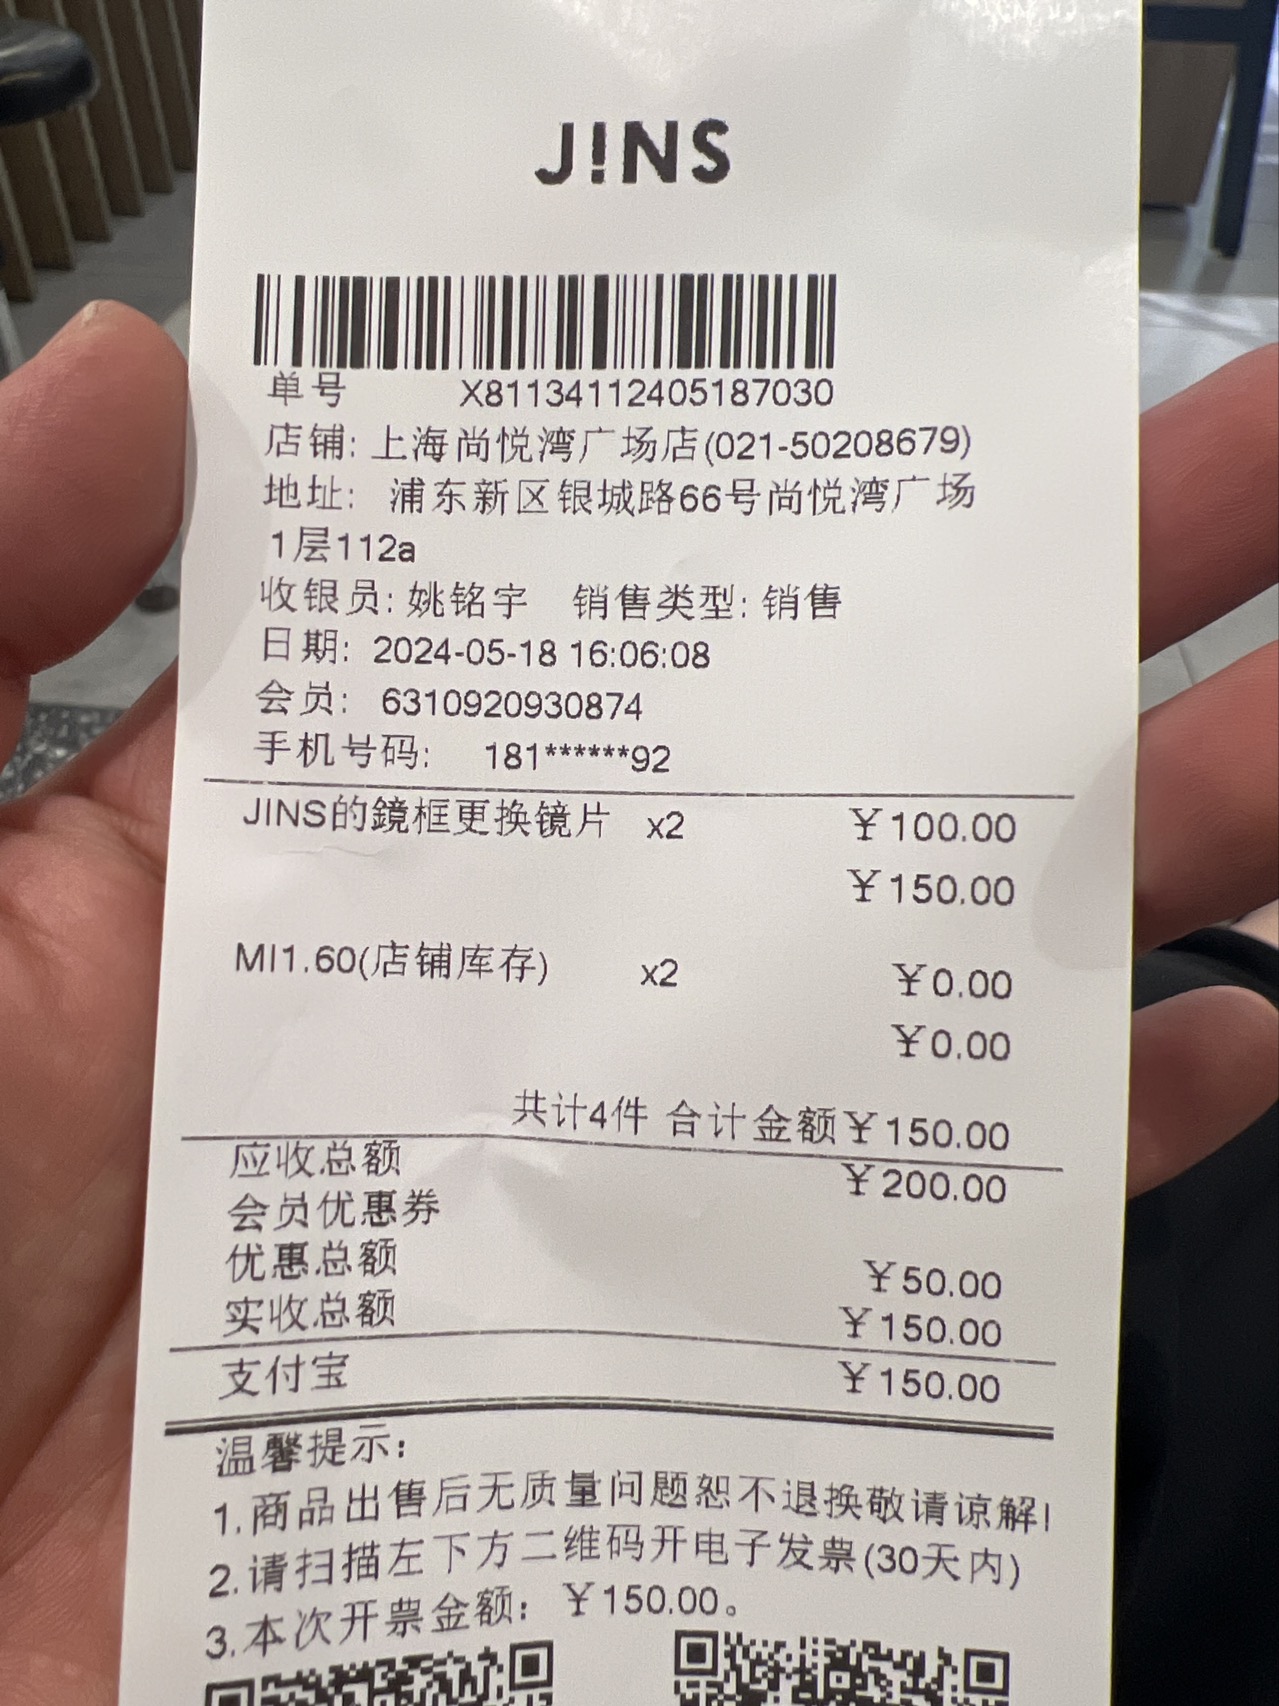 J!NS
单号 X81134112405187030
店铺: 上海尚悦湾广场店(021-50208679)
地址: 浦东新区银城路66号尚悦湾广场
1层112a
收银员: 姚铭宇 销售类型: 销售
日期: 2024-05-18 16:06:08
会员: 6310920930874
手机号码: 181******92
JINS的鏡框更换镜片 x2 ￥100.00
￥150.00
MI1.60(店铺库存) x2 ￥0.00
￥0.00
共计4件 合计金额￥150.00
应收总额 ￥200.00
会员优惠券
优惠总额 ￥50.00
实收总额 ￥150.00
支付宝 ￥150.00
温馨提示:
1.商品出售后无质量问题恕不退换敬请谅解!
2.请扫描左下方二维码开电子发票(30天内)
3.本次开票金额: ￥150.00。